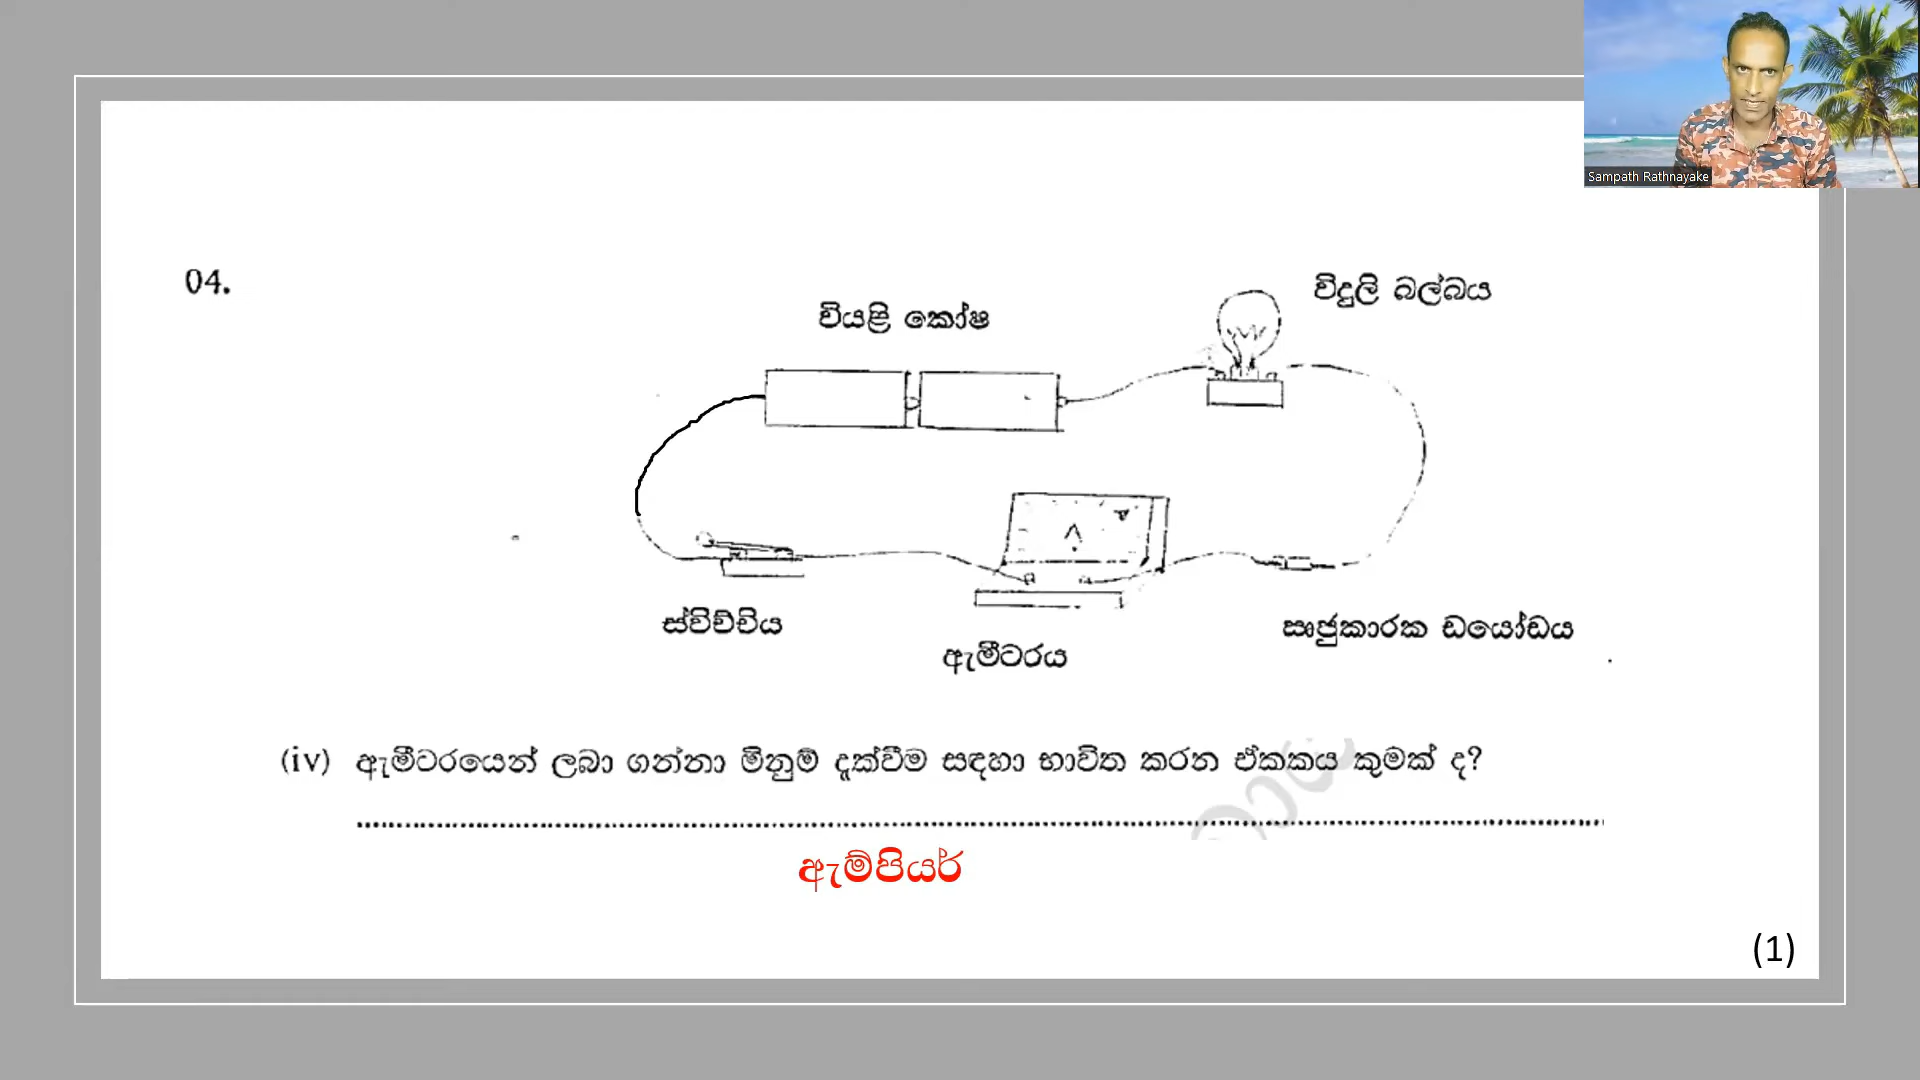 Sampath Rathnayake
04.
වියළි කෝෂ
විදුලි බල්බය
A
ස්විච්චිය
ඇමීටරය
සෘජුකාරක ඩයෝඩය
(iv) ඇමීටරයෙන් ලබා ගන්නා මිනුම් දැක්වීම සඳහා භාවිත කරන ඒකකය කුමක් ද?
ඇම්පියර්
(1)